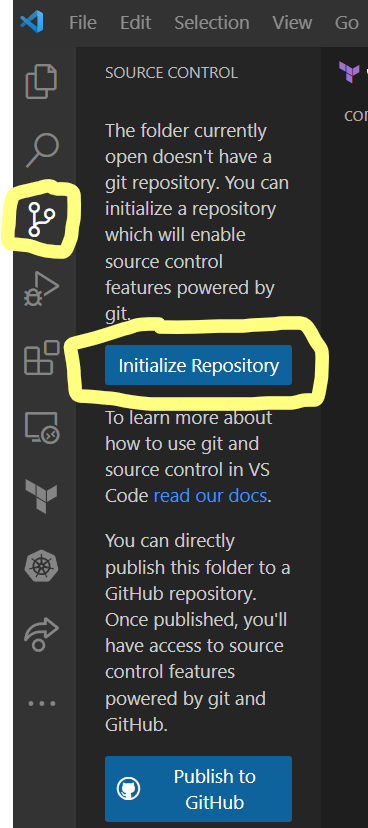 File Edit Selection View Go
SOURCE CONTROL
The folder currently
open doesn't have a
git repository. You can
initialize a repository
which will enable
source control
features powered by
git.
Initialize Repository
To learn more about
how to use git and
source control in VS
Code read our docs.
You can directly
publish this folder to a
GitHub repository.
Once published, you'll
have access to source
control features
powered by git and
GitHub.
Publish to
GitHub